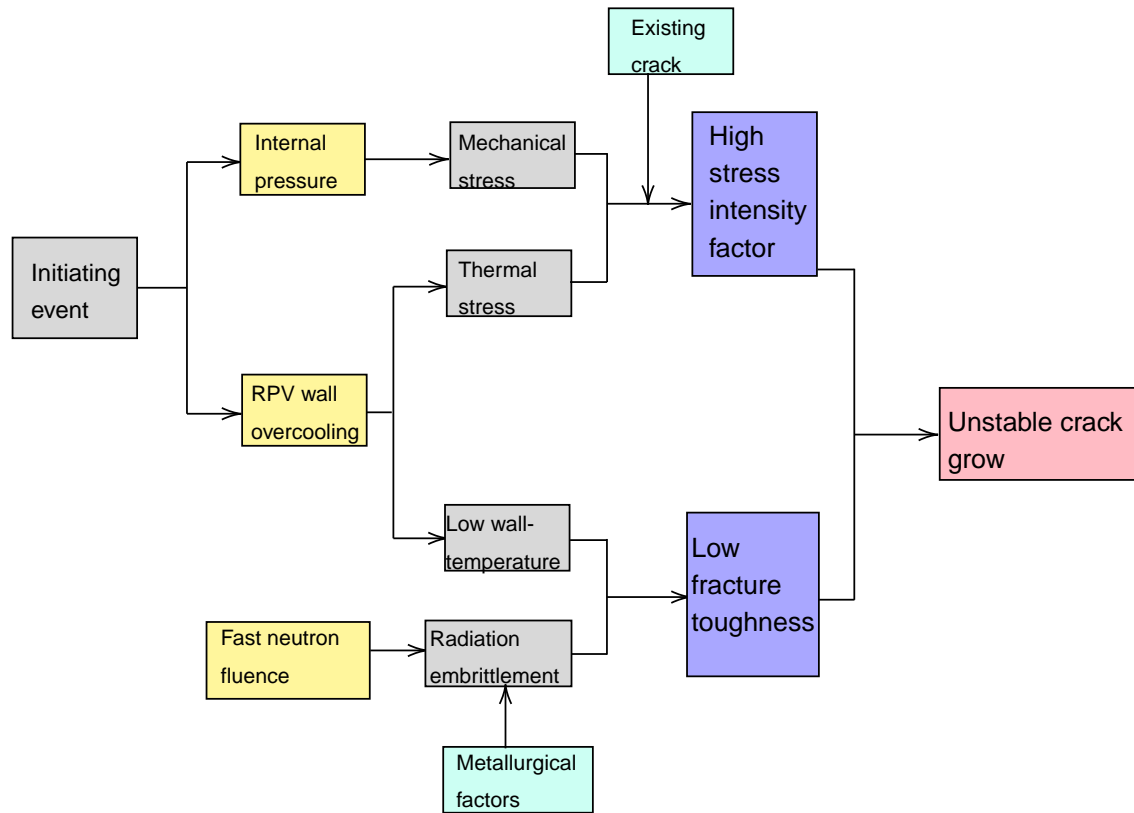 Existing
crack
Internal
pressure
Mechanical
stress
High
stress
intensity
factor
Initiating
event
Thermal
stress
RPV wall
overcooling
Unstable crack
grow
Low wall-
temperature
Low
fracture
toughness
Fast neutron
fluence
Radiation
embrittlement
Metallurgical
factors